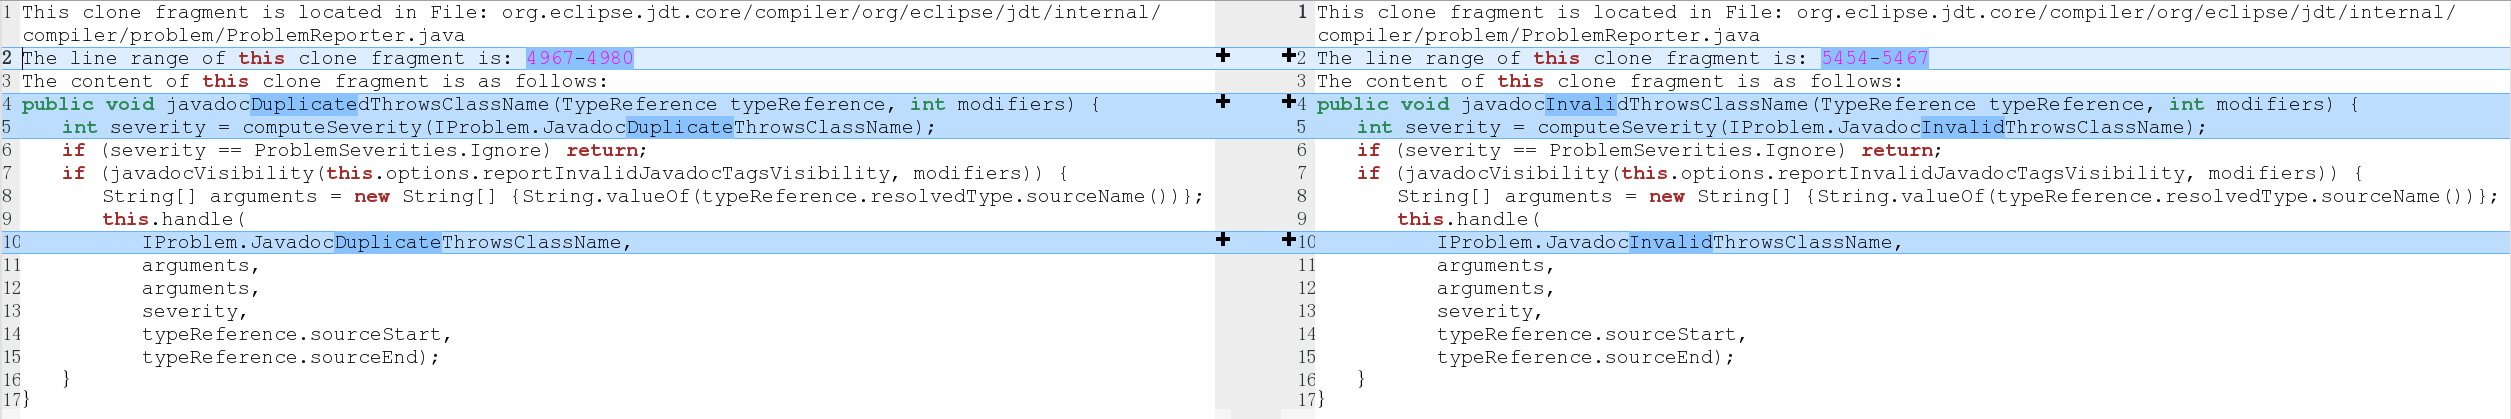 1 This clone fragment is located in File: org.eclipse.jdt.core/compiler/org/eclipse/jdt/internal/
compiler/problem/ProblemReporter.java
2 The line range of this clone fragment is: 4967-4980
3 The content of this clone fragment is as follows:
4 public void javadocDuplicatedThrowsClassName(TypeReference typeReference, int modifiers) {
5 int severity = computeSeverity(IProblem.JavadocDuplicateThrowsClassName);
6 if (severity == ProblemSeverities.Ignore) return;
7 if (javadocVisibility(this.options.reportInvalidJavadocTagsVisibility, modifiers)) {
8 String[] arguments = new String[] {String.valueOf(typeReference.resolvedType.sourceName())};
9 this.handle(
10 IProblem.JavadocDuplicateThrowsClassName,
11 arguments,
12 arguments,
13 severity,
14 typeReference.sourceStart,
15 typeReference.sourceEnd);
16 }
17 }
1 This clone fragment is located in File: org.eclipse.jdt.core/compiler/org/eclipse/jdt/internal/
compiler/problem/ProblemReporter.java
2 The line range of this clone fragment is: 5454-5467
3 The content of this clone fragment is as follows:
4 public void javadocInvalidThrowsClassName(TypeReference typeReference, int modifiers) {
5 int severity = computeSeverity(IProblem.JavadocInvalidThrowsClassName);
6 if (severity == ProblemSeverities.Ignore) return;
7 if (javadocVisibility(this.options.reportInvalidJavadocTagsVisibility, modifiers)) {
8 String[] arguments = new String[] {String.valueOf(typeReference.resolvedType.sourceName())};
9 this.handle(
10 IProblem.JavadocInvalidThrowsClassName,
11 arguments,
12 arguments,
13 severity,
14 typeReference.sourceStart,
15 typeReference.sourceEnd);
16 }
17 }